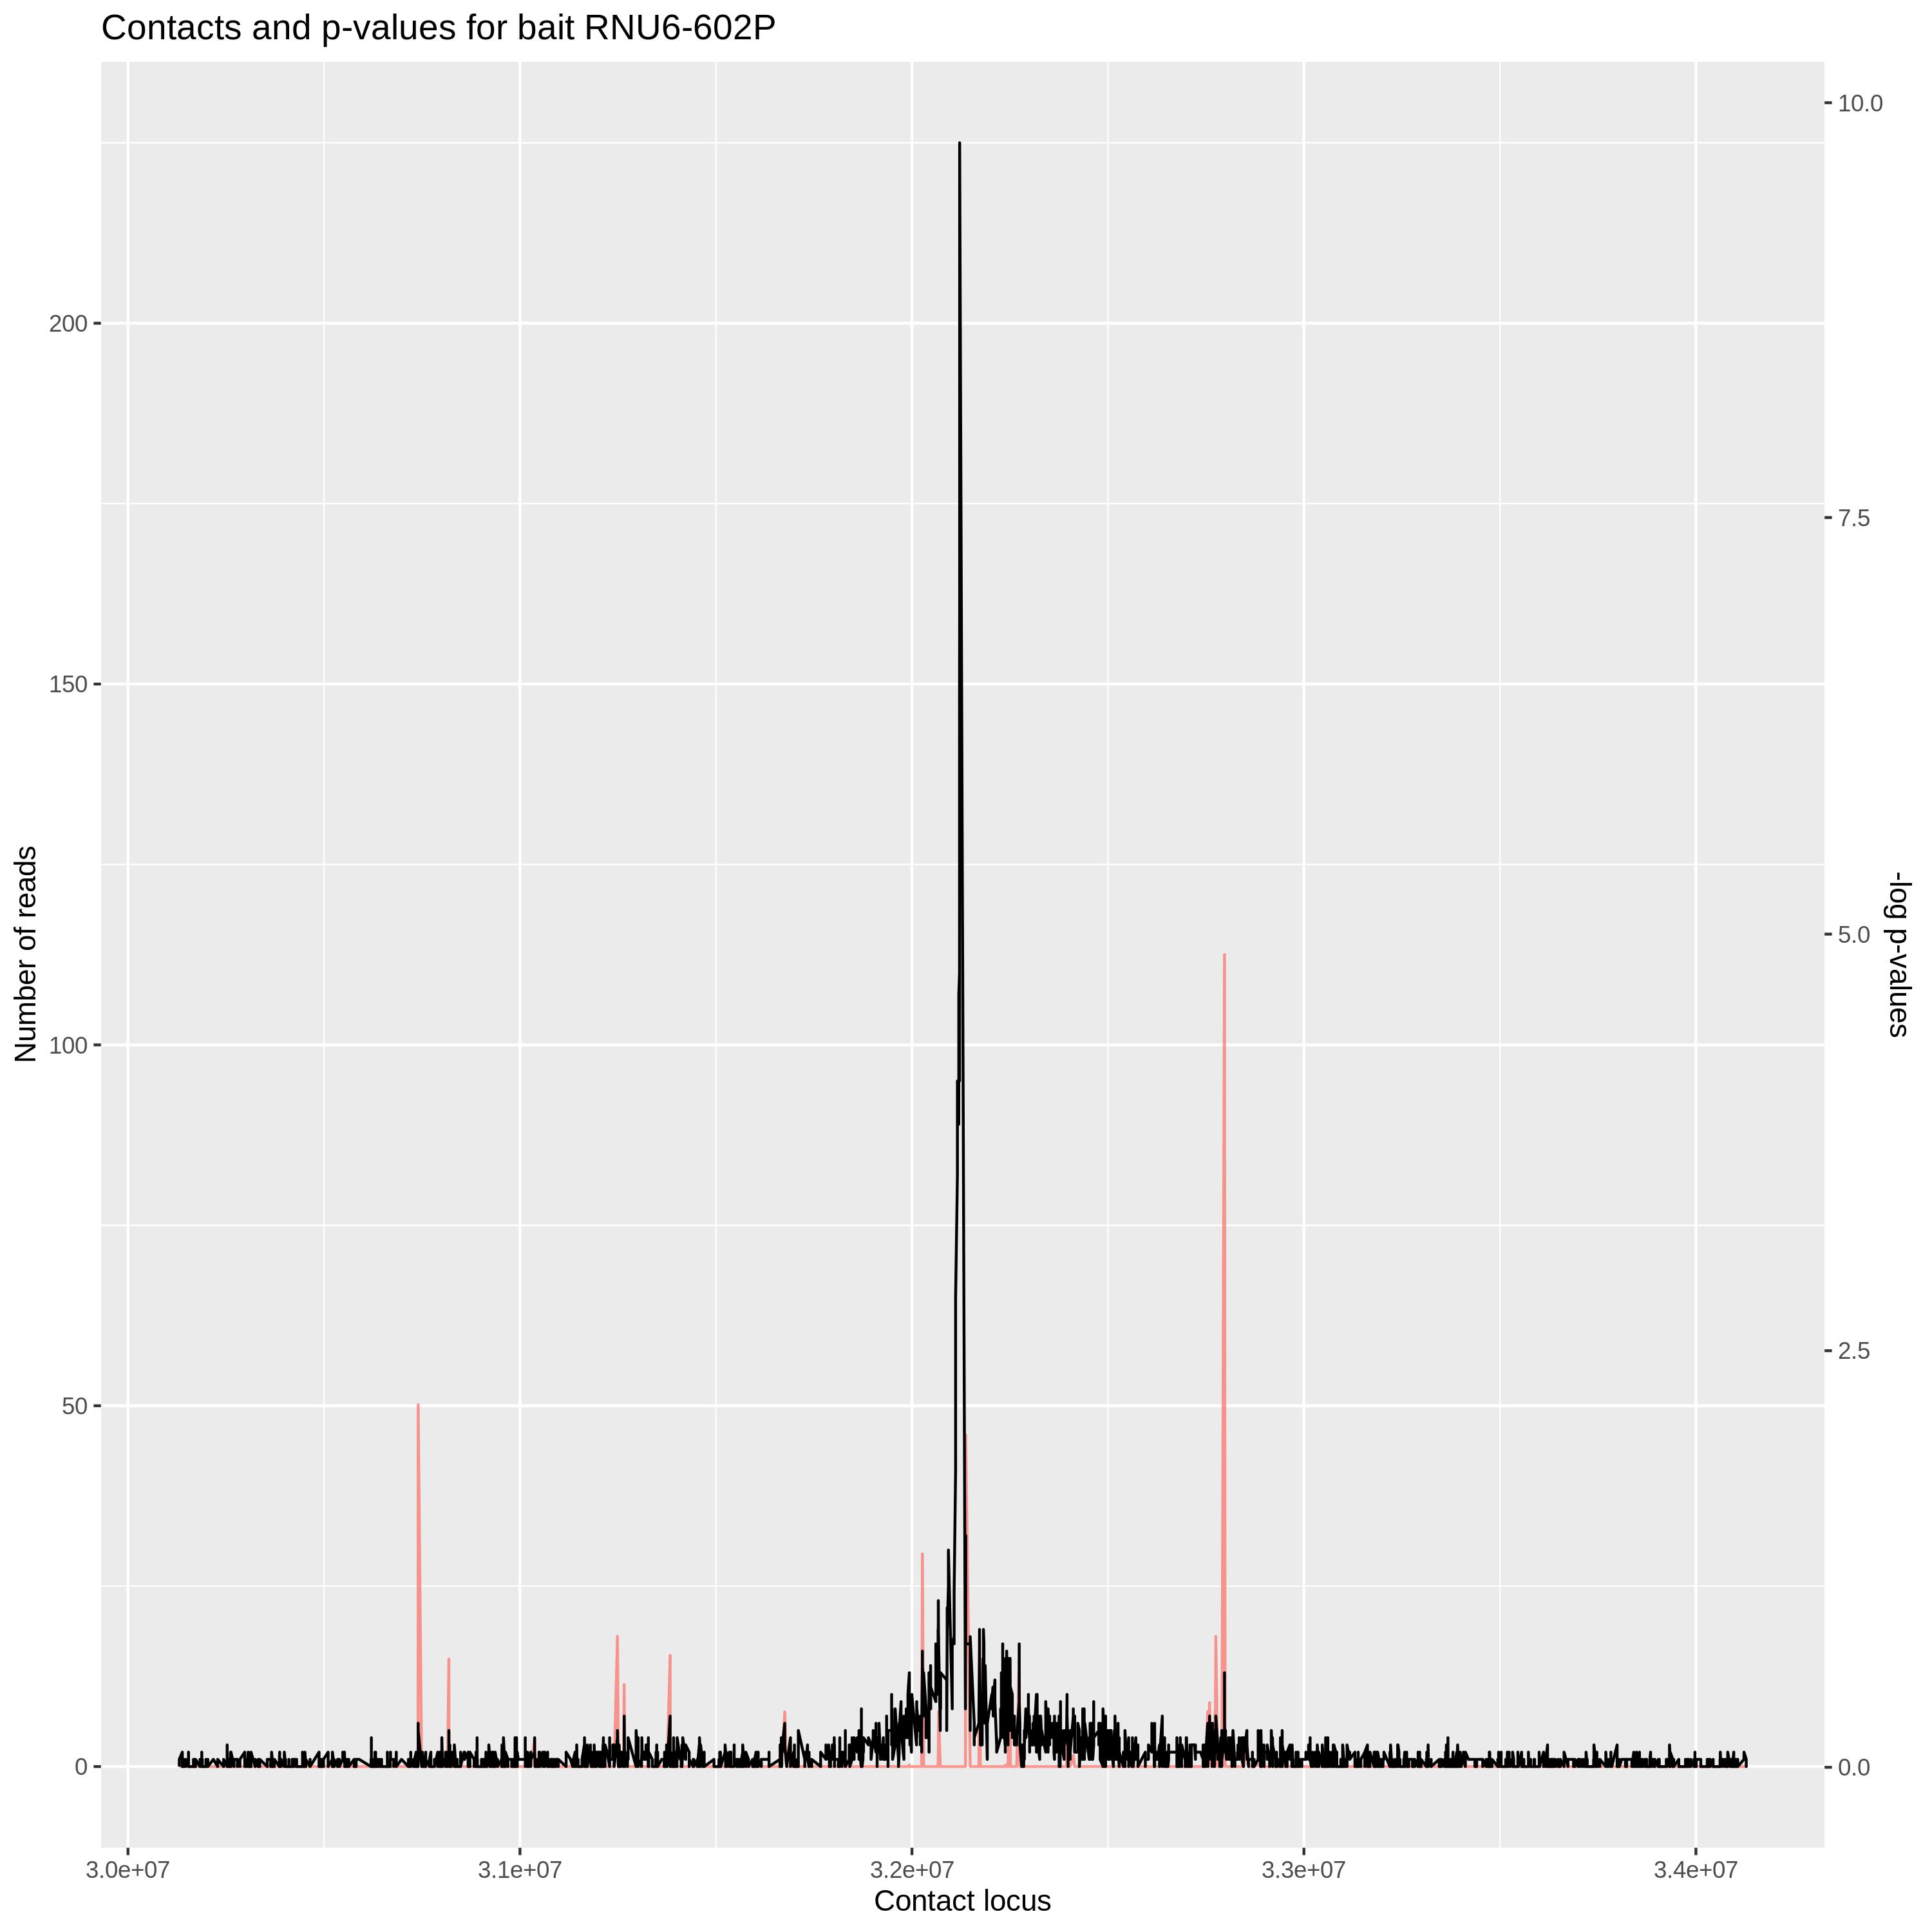 Contacts and p-values for bait RNU6-602P
10.0
7.5
5.0
2.5
0.0
-log p-values
200
150
100
50
0
Number of reads
3.0e+07 3.1e+07 3.2e+07 3.3e+07 3.4e+07
Contact locus